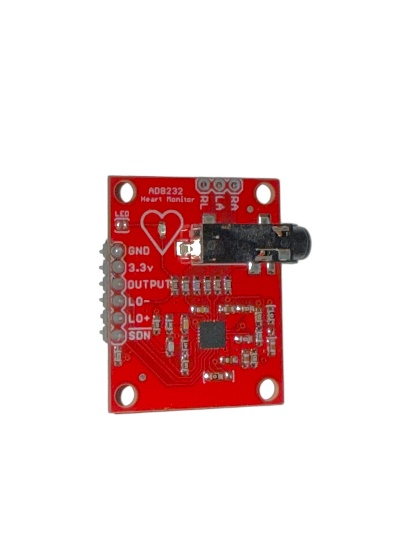 AD8232
Heart Monitor
RL
LA
RA
LED
GND
3.3v
OUTPUT
LO-
LO+
SDN